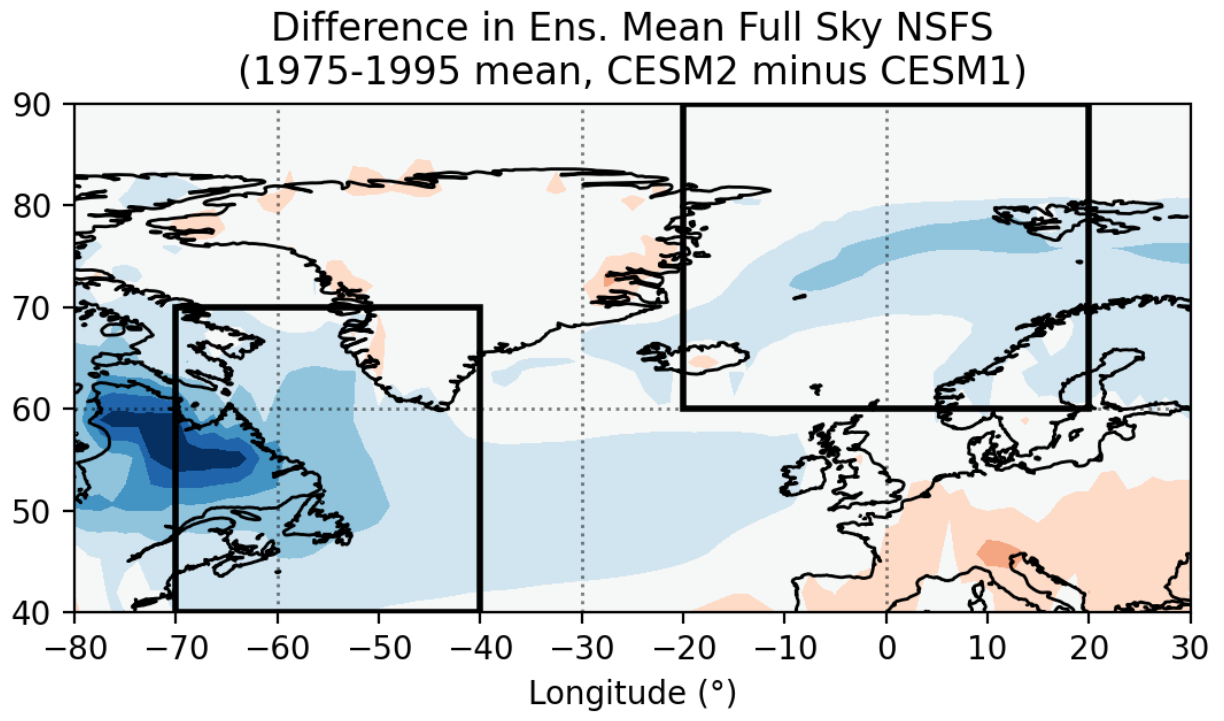 Difference in Ens. Mean Full Sky NSFS
(1975-1995 mean, CESM2 minus CESM1)
90
80
70
60
50
40
−80 −70 −60 −50 −40 −30 −20 −10 0 10 20 30
Longitude (°)